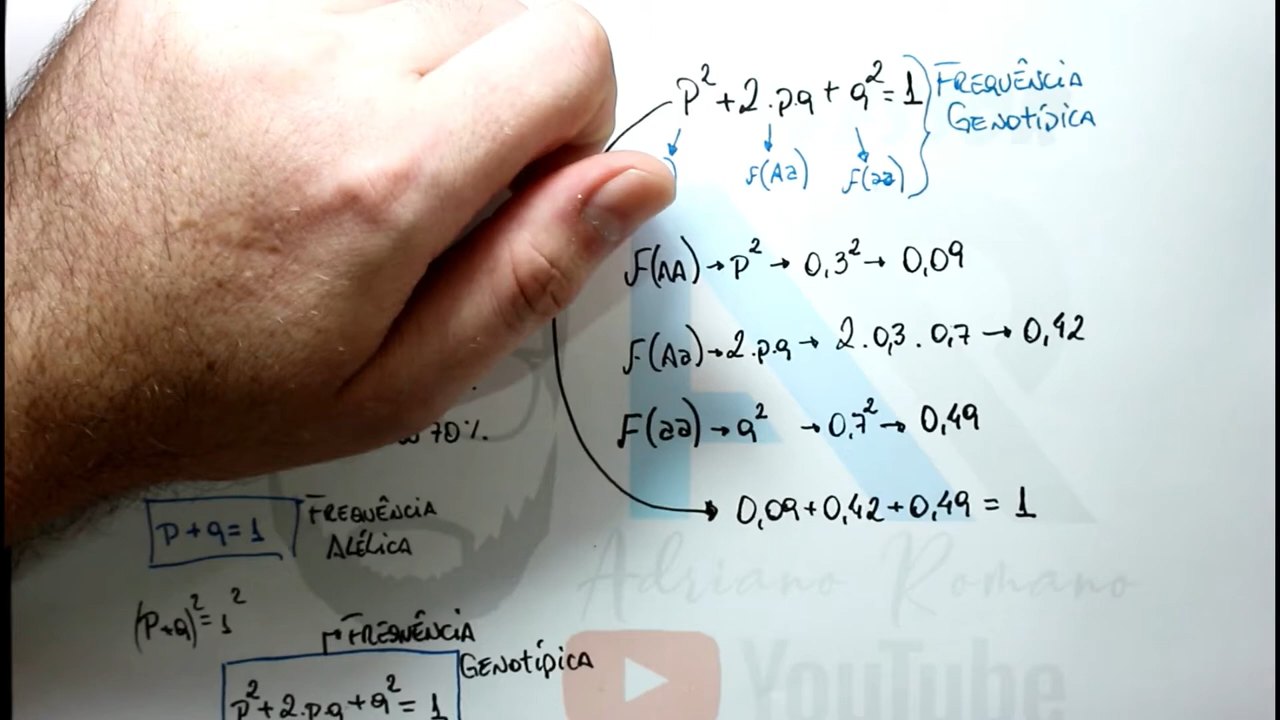 p² + 2.p.q + q² = 1
FREQUÊNCIA
GENOTÍPICA
F(Aa) F(aa)
F(AA) → p² → 0,3² → 0,09
F(Aa) → 2.p.q → 2.0,3.0,7 → 0,42
F(aa) → q² → 0,7² → 0,49
70%.
0,09 + 0,42 + 0,49 = 1
p + q = 1
FREQUÊNCIA
ALÉLICA
(p+q)² = 1²
FREQUÊNCIA
GENOTÍPICA
p² + 2.p.q + q² = 1
Adriano Romano
YouTube